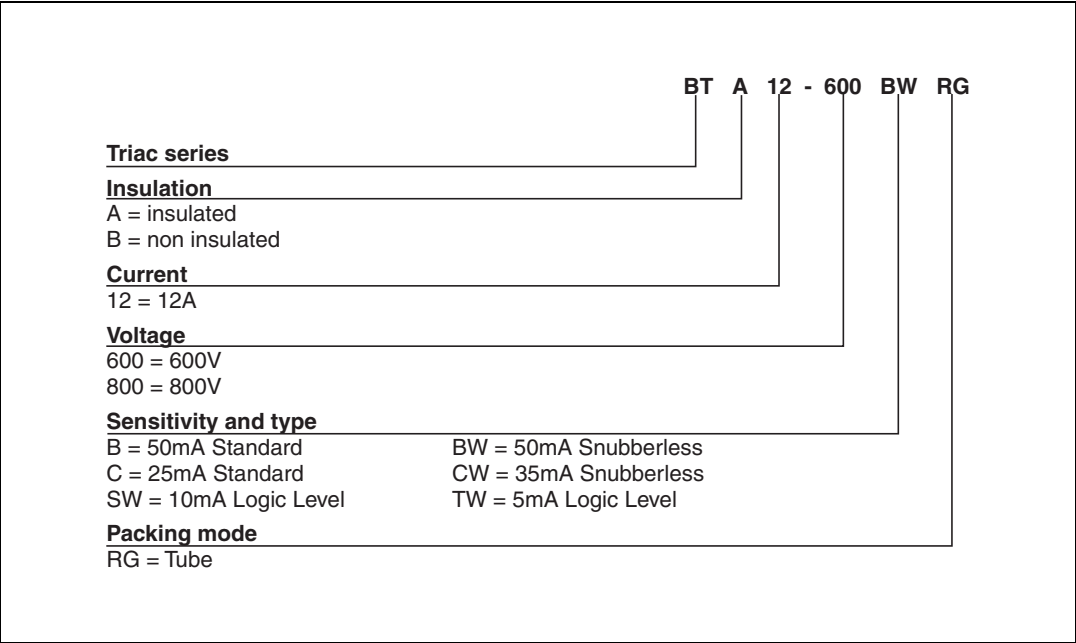 BT A 12 - 600 BW RG
Triac series
Insulation
A = insulated
B = non insulated
Current
12 = 12A
Voltage
600 = 600V
800 = 800V
Sensitivity and type
B = 50mA Standard BW = 50mA Snubberless
C = 25mA Standard CW = 35mA Snubberless
SW = 10mA Logic Level TW = 5mA Logic Level
Packing mode
RG = Tube